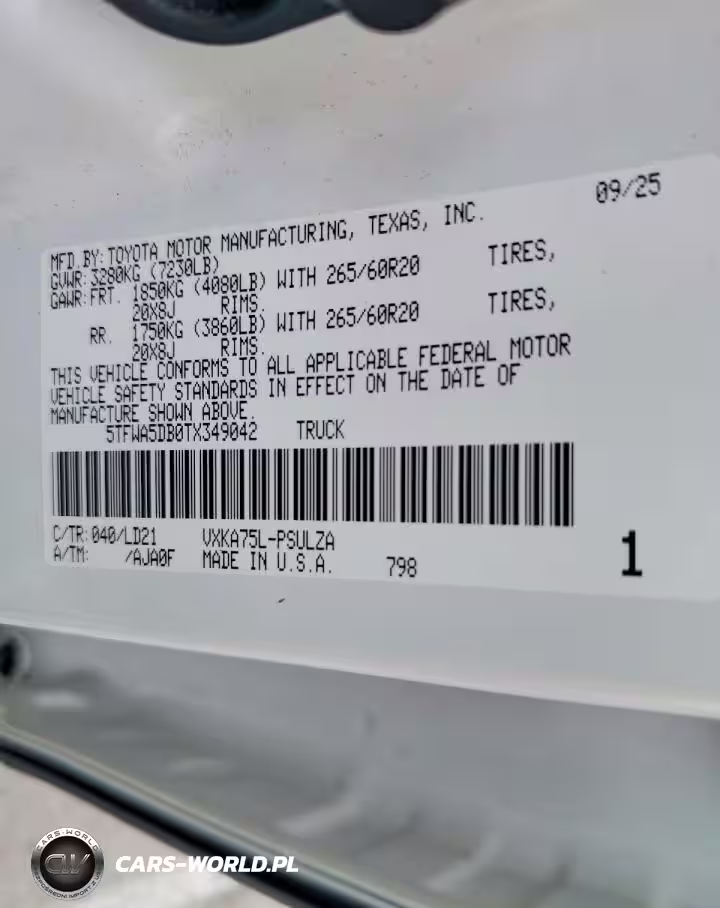 09/25
MFD.BY:TOYOTA MOTOR MANUFACTURING, TEXAS, INC.
GVWR:3280KG (7230LB)
GAWR:FRT. 1850KG (4080LB) WITH 265/60R20 TIRES,
20X8J RIMS.
RR. 1750KG (3860LB) WITH 265/60R20 TIRES,
20X8J RIMS.
THIS VEHICLE CONFORMS TO ALL APPLICABLE FEDERAL MOTOR
VEHICLE SAFETY STANDARDS IN EFFECT ON THE DATE OF
MANUFACTURE SHOWN ABOVE.
5TFWA5DB0TX349042 TRUCK
C/TR:040/LD21 VXKA75L-PSULZA
A/TM: /AJA0F MADE IN U.S.A. 798
1
CARS-WORLD
CW
CARS-WORLD.PL